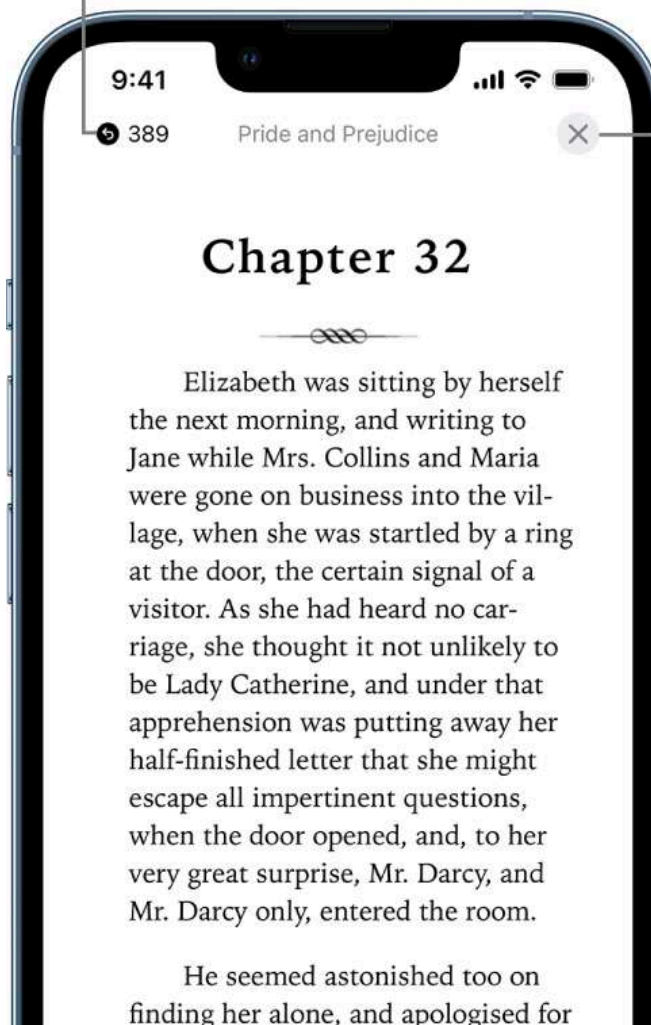 9:41
389 Pride and Prejudice
Chapter 32
Elizabeth was sitting by herself
the next morning, and writing to
Jane while Mrs. Collins and Maria
were gone on business into the vil-
lage, when she was startled by a ring
at the door, the certain signal of a
visitor. As she had heard no car-
riage, she thought it not unlikely to
be Lady Catherine, and under that
apprehension was putting away her
half-finished letter that she might
escape all impertinent questions,
when the door opened, and, to her
very great surprise, Mr. Darcy, and
Mr. Darcy only, entered the room.
He seemed astonished too on
finding her alone, and apologised for